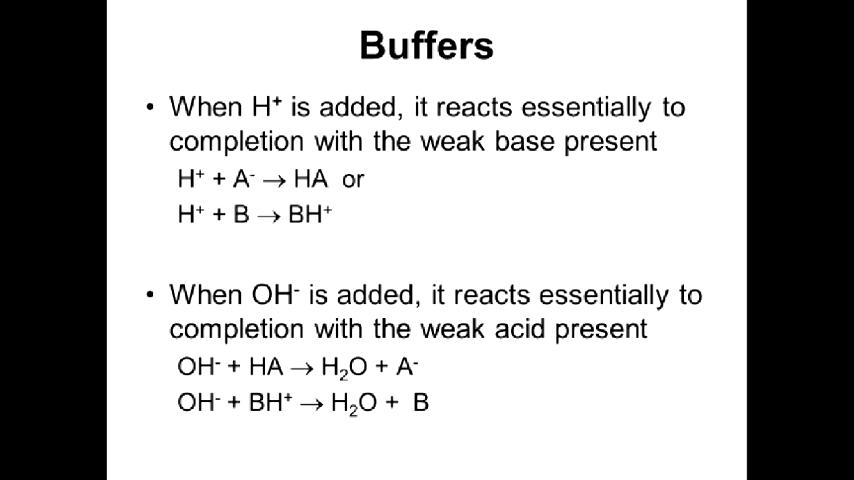 Buffers
• When H⁺ is added, it reacts essentially to
completion with the weak base present
H⁺ + A⁻ → HA or
H⁺ + B → BH⁺
• When OH⁻ is added, it reacts essentially to
completion with the weak acid present
OH⁻ + HA → H₂O + A⁻
OH⁻ + BH⁺ → H₂O + B